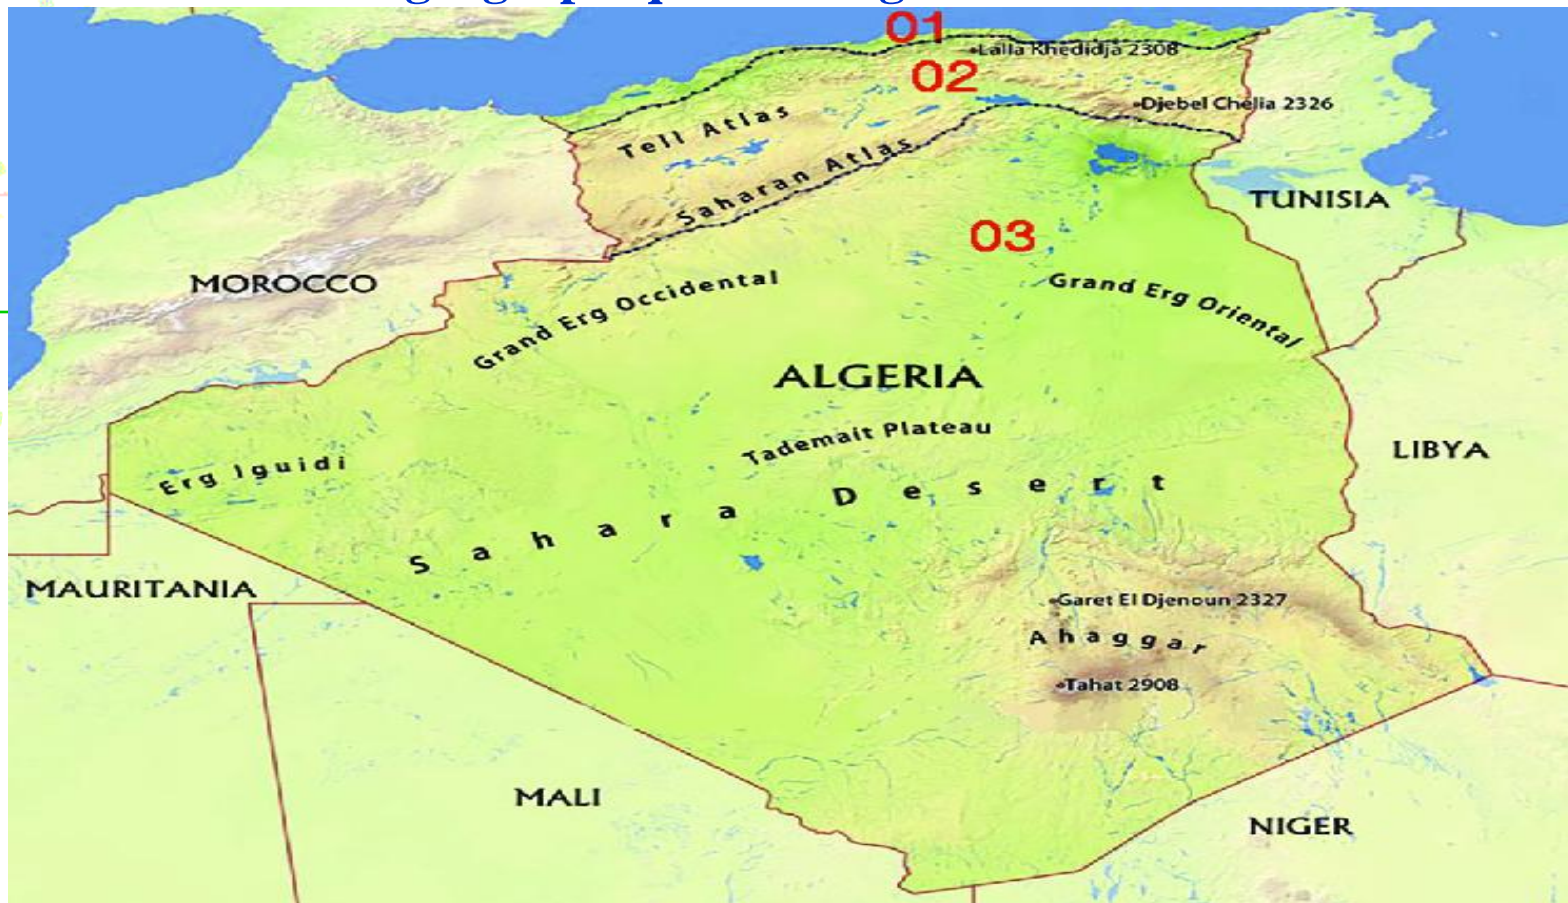 01
Lalla Khedidja 2308
02
Djebel Chelia 2326
Tell Atlas
Saharan Atlas
TUNISIA
03
MOROCCO
Grand Erg Occidental
Grand Erg Oriental
ALGERIA
Tademait Plateau
LIBYA
Erg Iguidi
Sahara Desert
MAURITANIA
Garet El Djenoun 2327
Ahaggar
Tahat 2908
MALI
NIGER